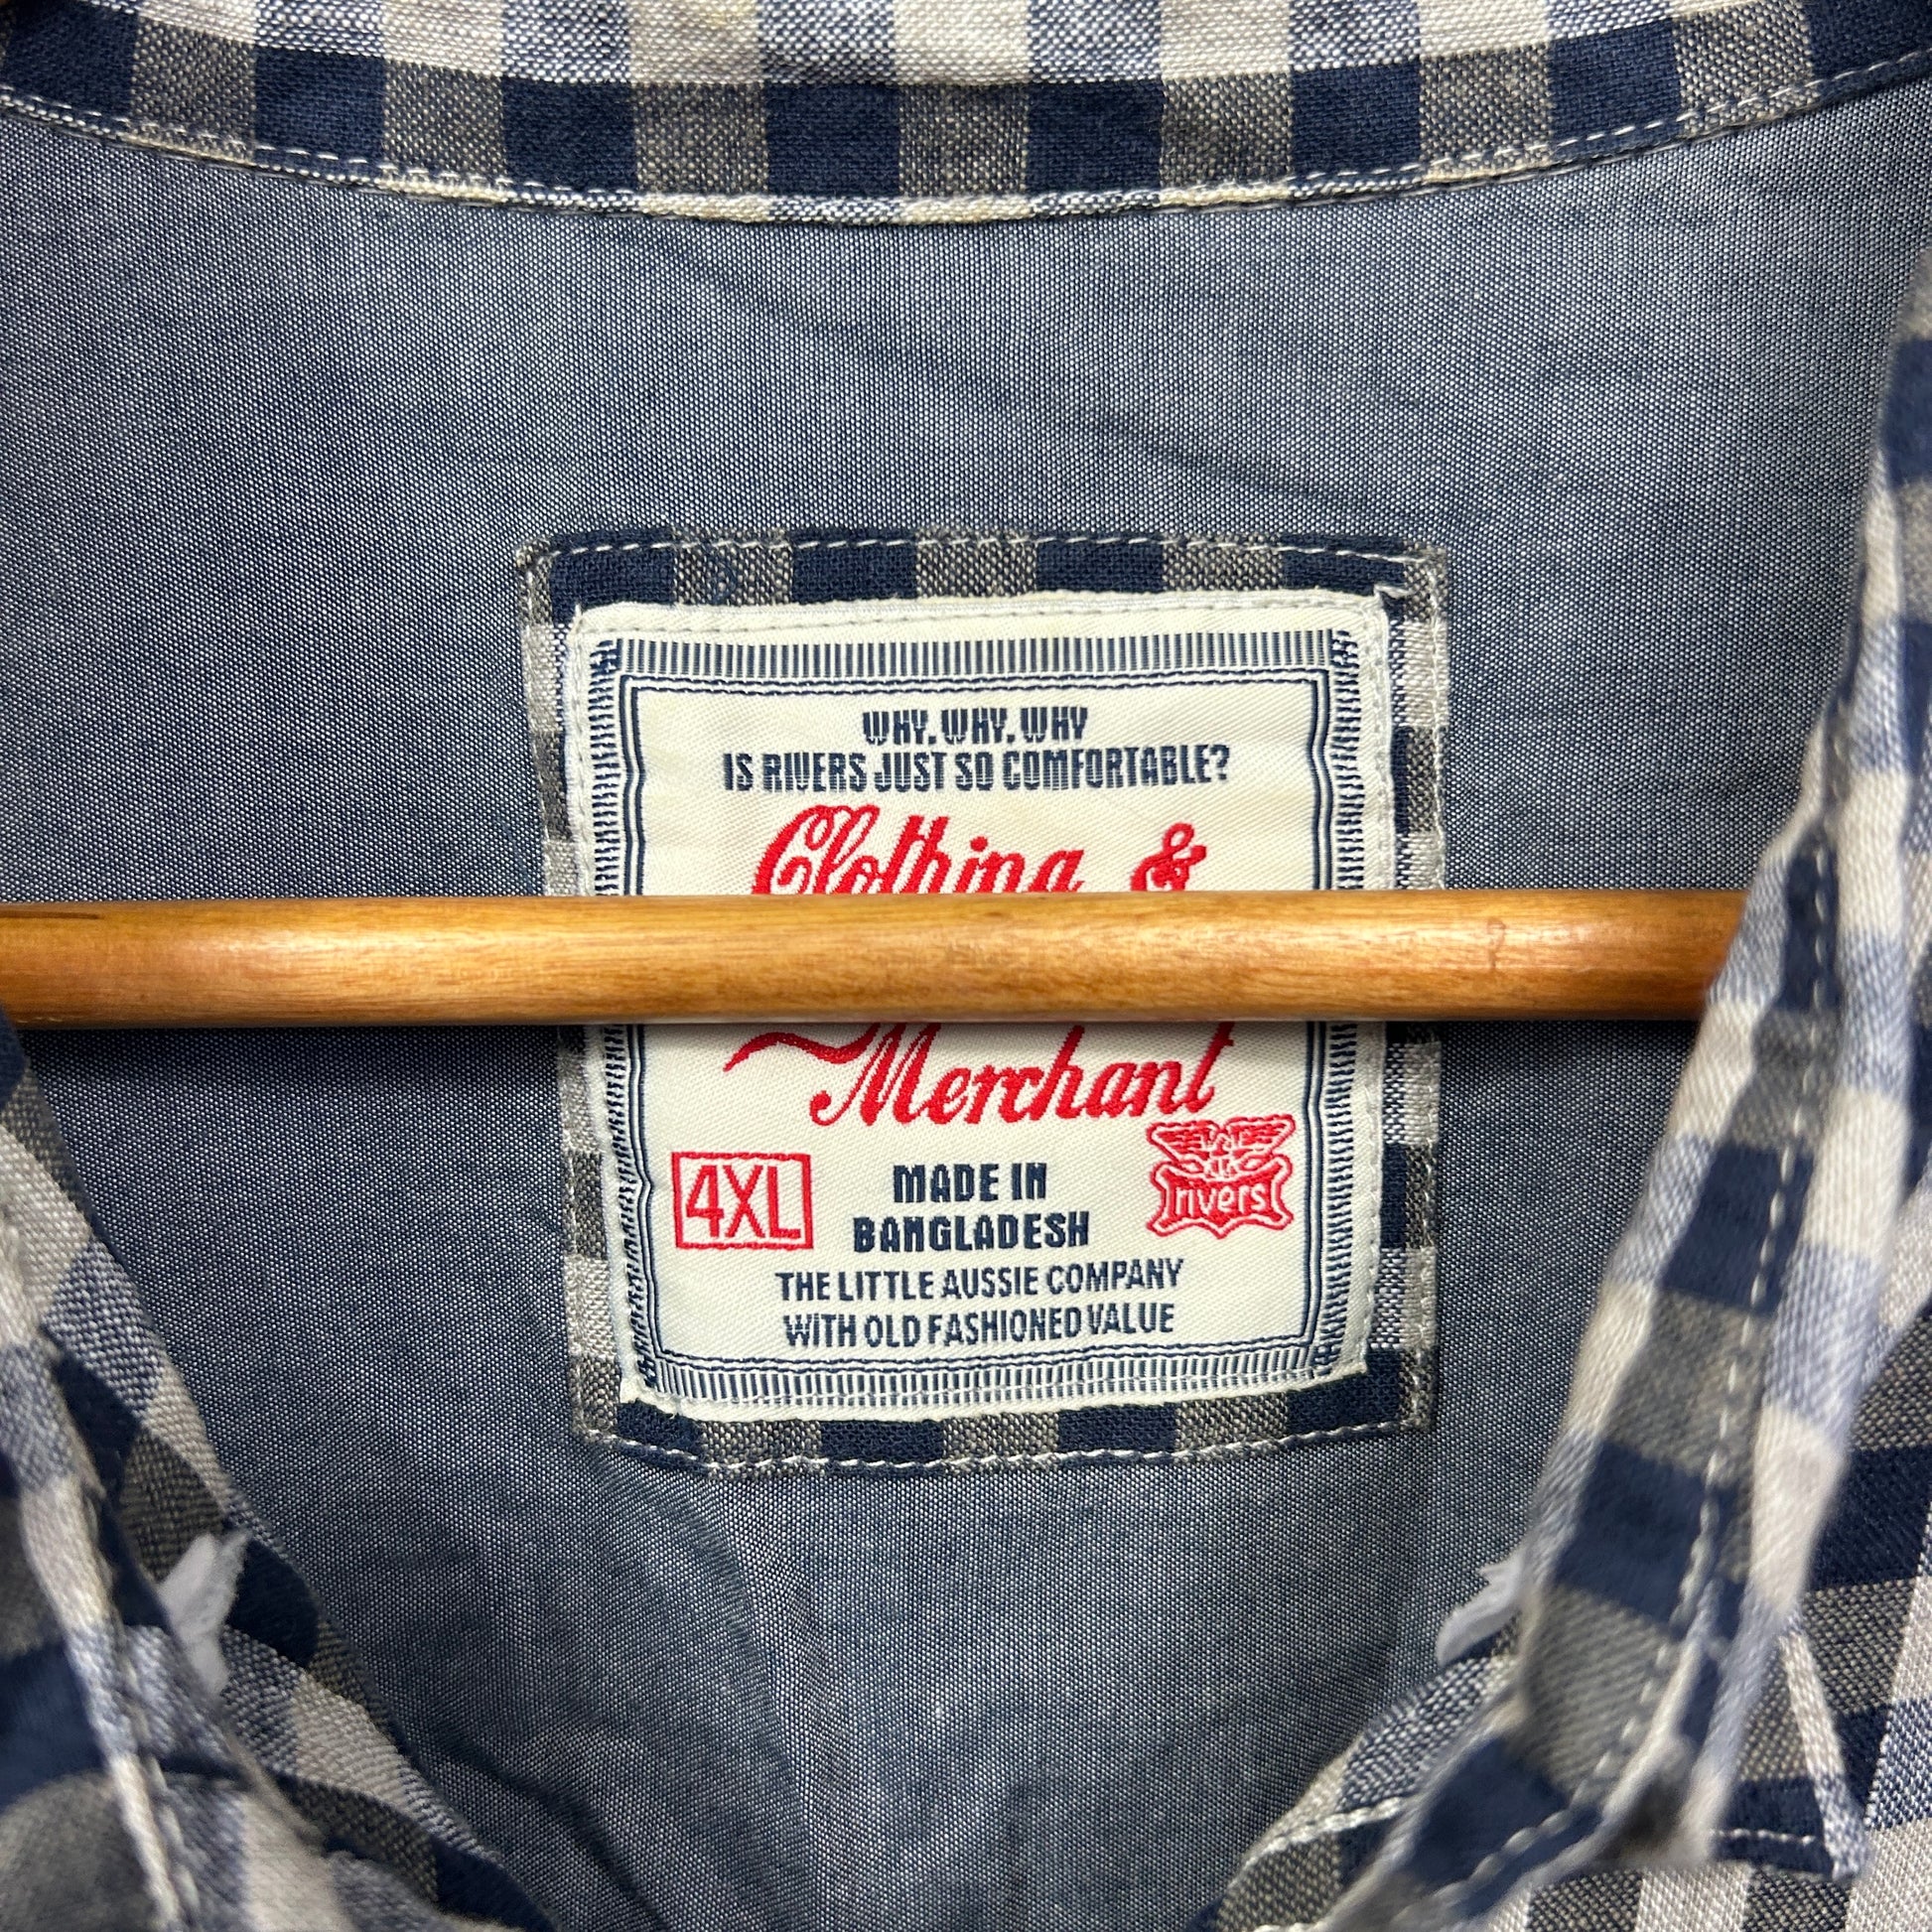 WHY. WHY. WHY
IS RIVERS JUST SO COMFORTABLE?
Clothing &
Merchant
4XL
MADE IN
BANGLADESH
rivers
THE LITTLE AUSSIE COMPANY
WITH OLD FASHIONED VALUE